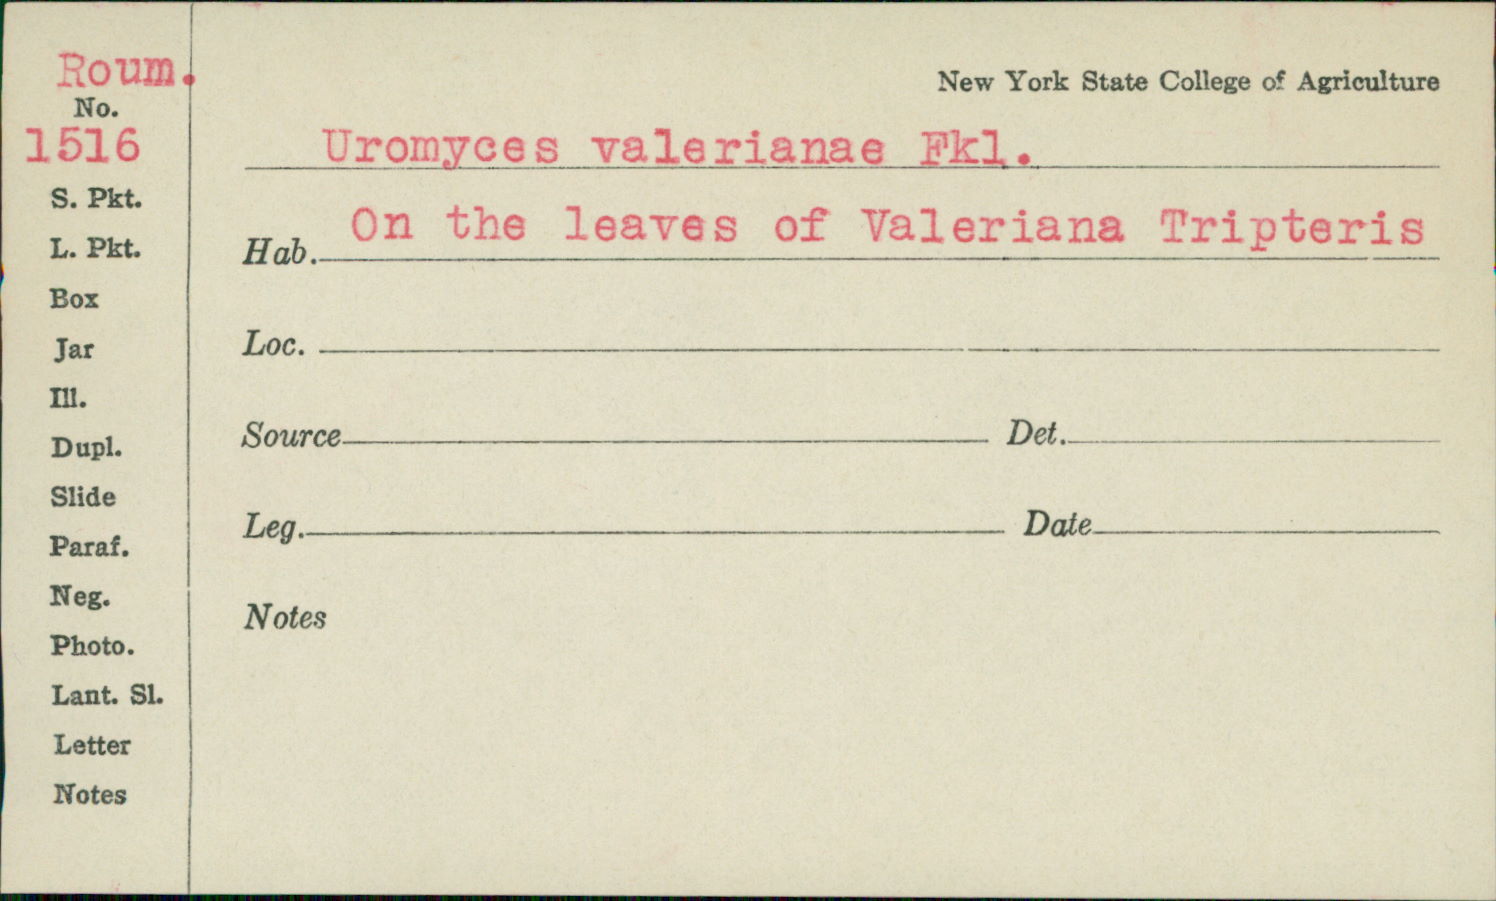 Roum.
No.
1516
S. Pkt.
L. Pkt.
Box
Jar
Ill.
Dupl.
Slide
Paraf.
Neg.
Photo.
Lant. Sl.
Letter
Notes
New York State College of Agriculture
Uromyces valerianae Fkl.
Hab. On the leaves of Valeriana Tripteris
Loc.
Source Det.
Leg. Date
Notes